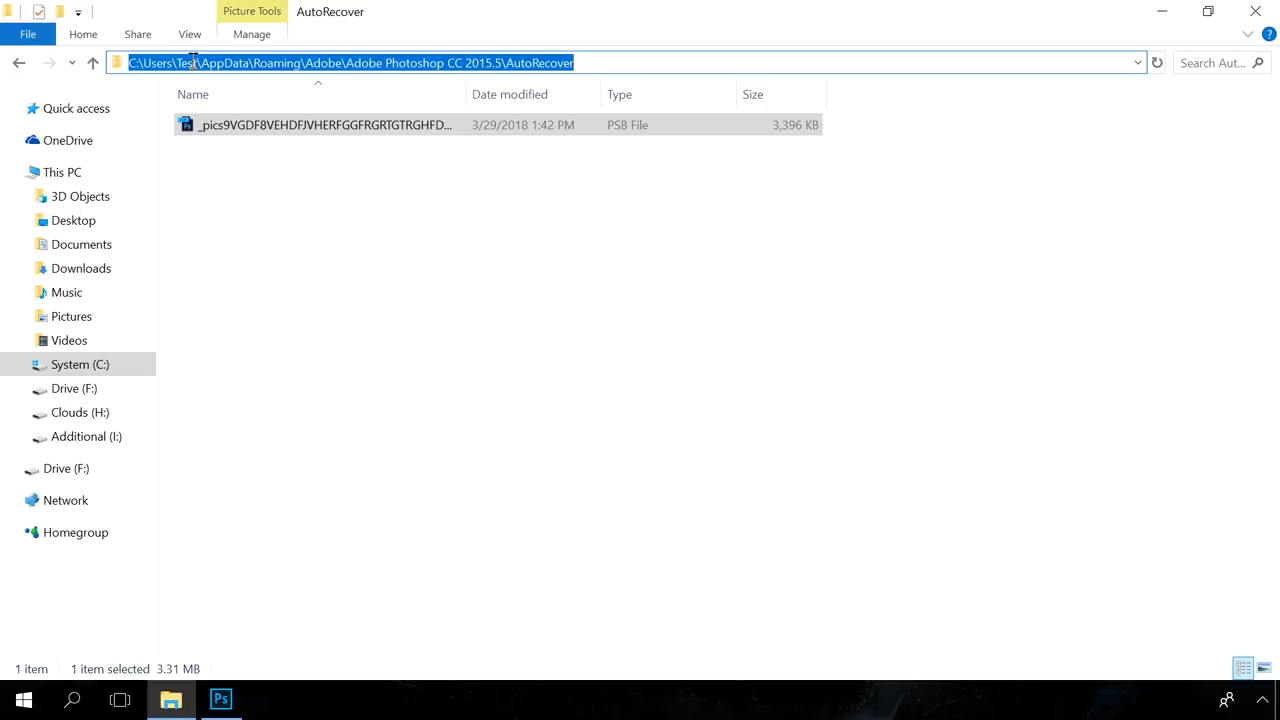 Picture Tools
AutoRecover
File
Home
Share
View
Manage
C:\Users\Test\AppData\Roaming\Adobe\Adobe Photoshop CC 2015.5\AutoRecover
Search Aut...
Quick access
OneDrive
This PC
3D Objects
Desktop
Documents
Downloads
Music
Pictures
Videos
System (C:)
Drive (F:)
Clouds (H:)
Additional (I:)
Drive (F:)
Network
Homegroup
Name
Date modified
Type
Size
_pics9VGDF8VEHDFJVHERFGGFRGRTGTRGHFD...
3/29/2018 1:42 PM
PSB File
3,396 KB
1 item
1 item selected 3.31 MB
Ps